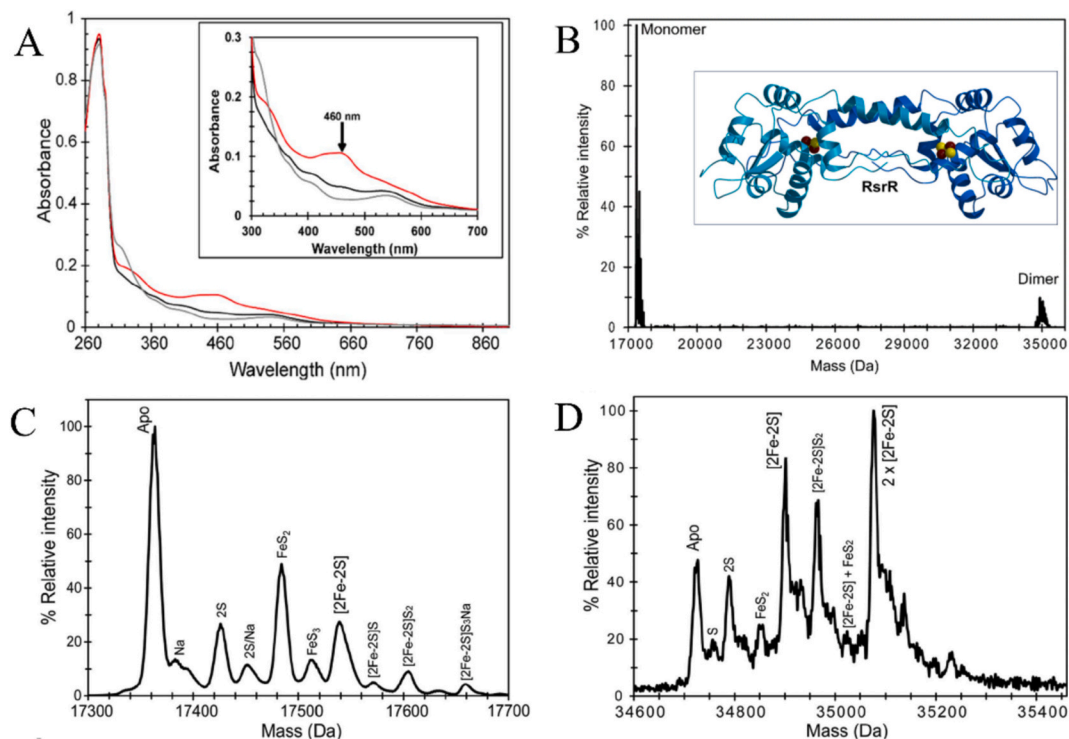 A
Absorbance
1
0.8
0.6
0.4
0.2
0
260
360
460
560
660
760
860
Wavelength (nm)
Absorbance
0.3
0.2
0.1
0
300
400
500
600
700
Wavelength (nm)
460 nm
B
% Relative intensity
100
80
60
40
20
0
17000
20000
23000
26000
29000
32000
35000
Mass (Da)
Monomer
Dimer
RsrR
C
% Relative intensity
100
80
60
40
20
0
17300
17400
17500
17600
17700
Mass (Da)
Apo
Na
2S
2S/Na
FeS2
FeS3
[2Fe-2S]
[2Fe-2S]S
[2Fe-2S]S2
[2Fe-2S]S3Na
D
% Relative intensity
100
80
60
40
20
0
34600
34800
35000
35200
35400
Mass (Da)
Apo
S
2S
FeS2
[2Fe-2S]
[2Fe-2S]S2
[2Fe-2S] + FeS2
2 x [2Fe-2S]